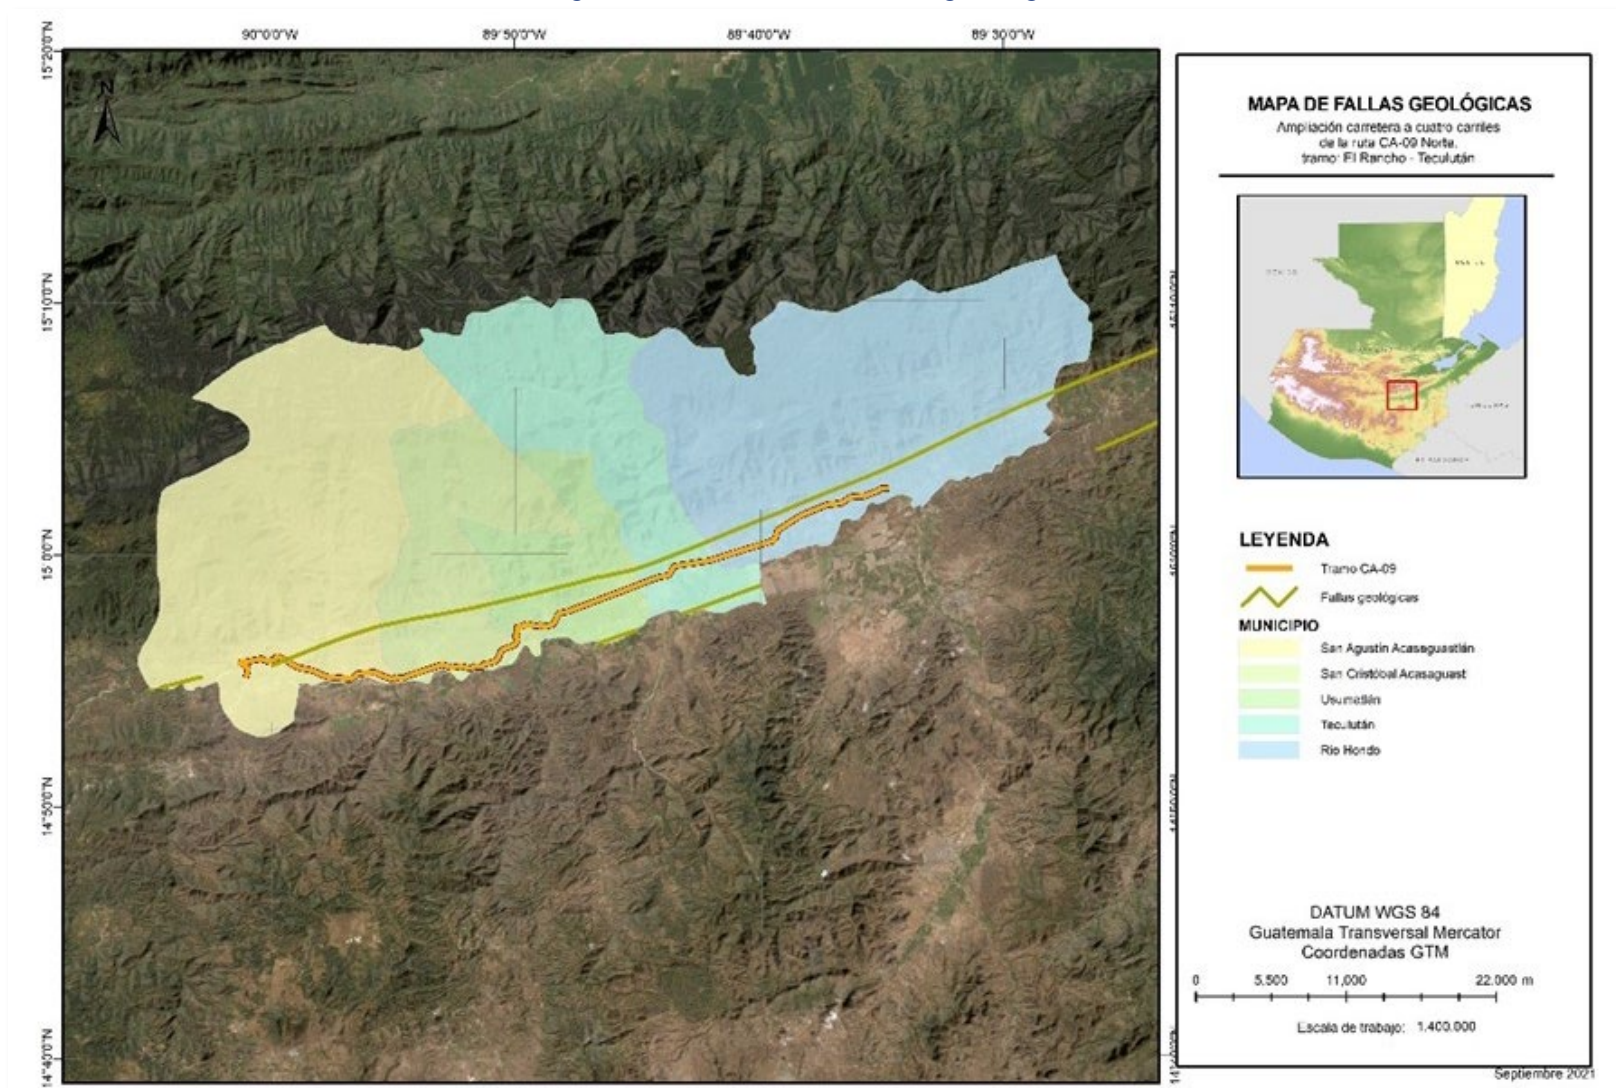 90°0'0"W 89°50'0"W 89°40'0"W 89°30'0"W
15°20'0"N
15°10'0"N
15°0'0"N
14°50'0"N
14°40'0"N
N
MAPA DE FALLAS GEOLÓGICAS
Ampliación carretera a cuatro carriles
de la ruta CA-09 Norte.
tramo: El Rancho - Teculután
LEYENDA
Tramo CA-09
Fallas geológicas
MUNICIPIO
San Agustín Acasaguastlán
San Cristóbal Acasaguast
Usumatlán
Teculután
Río Hondo
DATUM WGS 84
Guatemala Transversal Mercator
Coordenadas GTM
0 5.500 11.000 22.000 m
Escala de trabajo: 1.400.000
Septiembre 2021